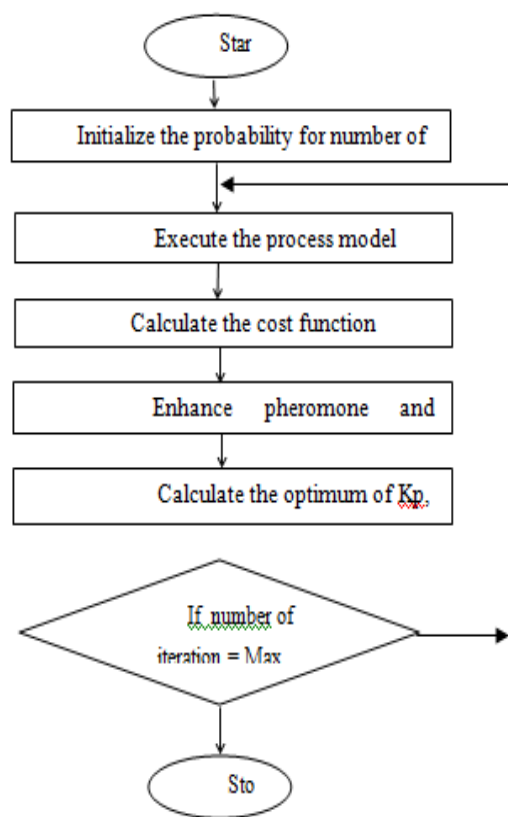 Star
Initialize the probability for number of
Execute the process model
Calculate the cost function
Enhance pheromone and
Calculate the optimum of Kp,
If number of
iteration = Max
Sto